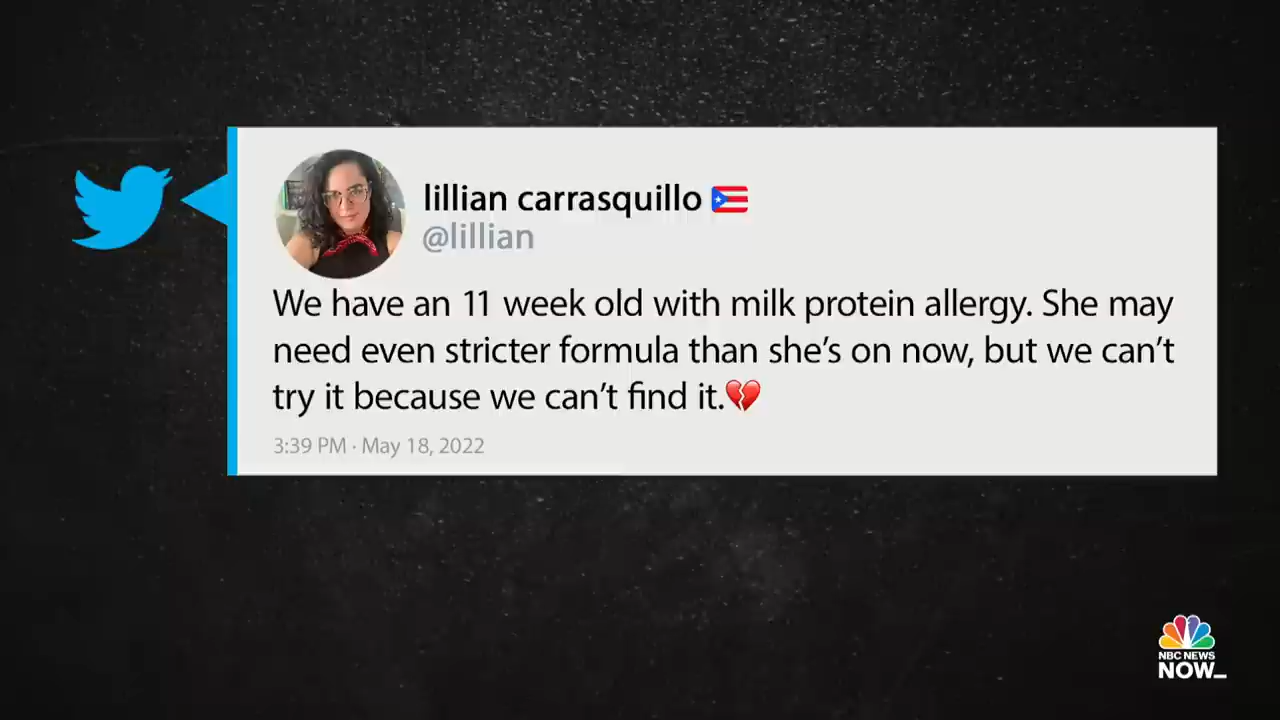 lillian carrasquillo 🇵🇷
@lillian
We have an 11 week old with milk protein allergy. She may
need even stricter formula than she’s on now, but we can’t
try it because we can’t find it.💔
3:39 PM · May 18, 2022
NBC NEWS
NOW_